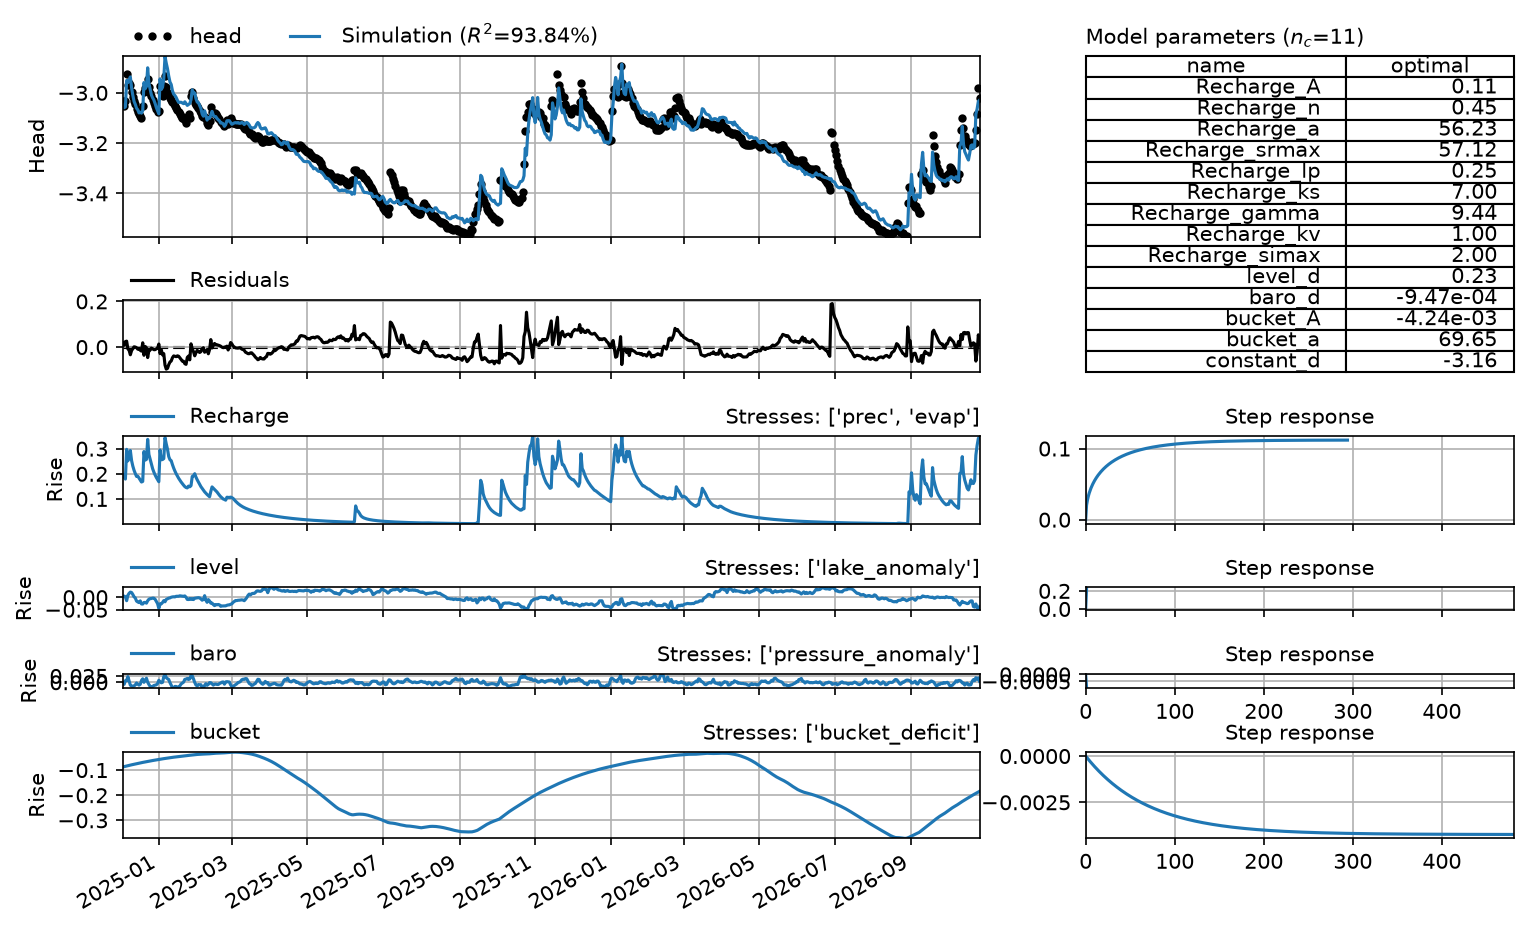 head
Simulation (R²=93.84%)
−3.0
−3.2
−3.4
Head
Model parameters (n_c=11)
name optimal
Recharge_A 0.11
Recharge_n 0.45
Recharge_a 56.23
Recharge_srmax 57.12
Recharge_lp 0.25
Recharge_ks 7.00
Recharge_gamma 9.44
Recharge_kv 1.00
Recharge_simax 2.00
level_d 0.23
baro_d -9.47e-04
bucket_A -4.24e-03
bucket_a 69.65
constant_d -3.16
Residuals
0.2
0.0
Recharge
Stresses: ['prec', 'evap']
0.3
0.2
0.1
Rise
Step response
0.1
0.0
level
Stresses: ['lake_anomaly']
0.00
−0.05
Rise
Step response
0.2
0.0
baro
Stresses: ['pressure_anomaly']
0.025
0.000
Rise
Step response
0.0000
−0.0005
0 100 200 300 400
bucket
Stresses: ['bucket_deficit']
−0.1
−0.2
−0.3
Rise
2025-01 2025-03 2025-05 2025-07 2025-09 2025-11 2026-01 2026-03 2026-05 2026-07 2026-09
Step response
0.0000
−0.0025
0 100 200 300 400